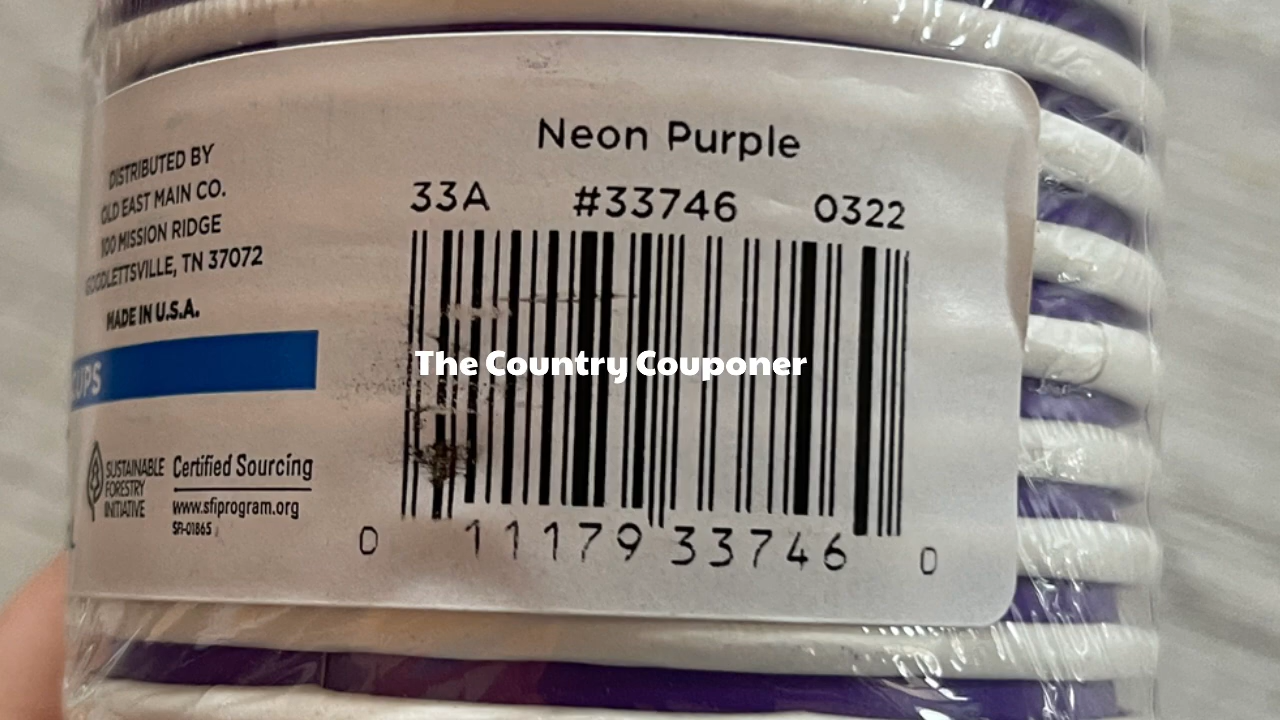 Neon Purple
33A #33746 0322
DISTRIBUTED BY
OLD EAST MAIN CO.
100 MISSION RIDGE
GOODLETTSVILLE, TN 37072
MADE IN U.S.A.
CUPS
The Country Couponer
SUSTAINABLE
FORESTRY
INITIATIVE
Certified Sourcing
www.sfiprogram.org
SFI-01865
0 11179 33746 0